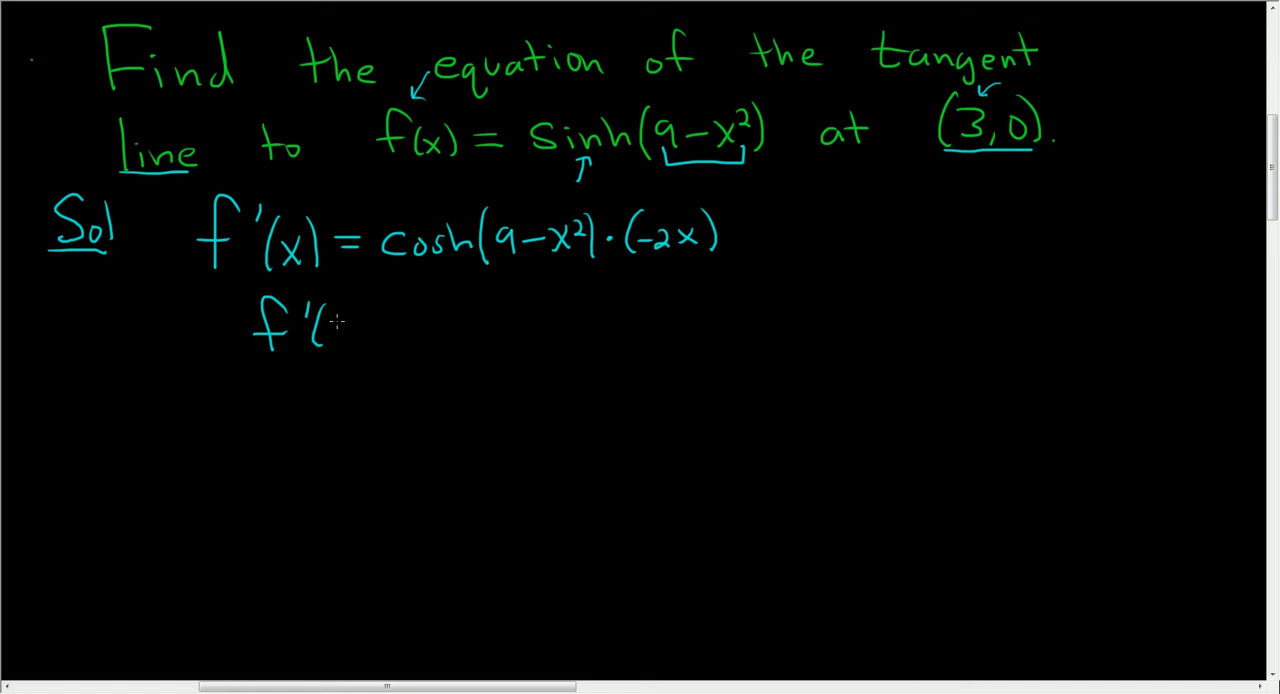 Find the equation of the tangent
line to f(x) = sinh(9-x²) at (3,0).
Sol f'(x) = cosh(9-x²)·(-2x)
f'(